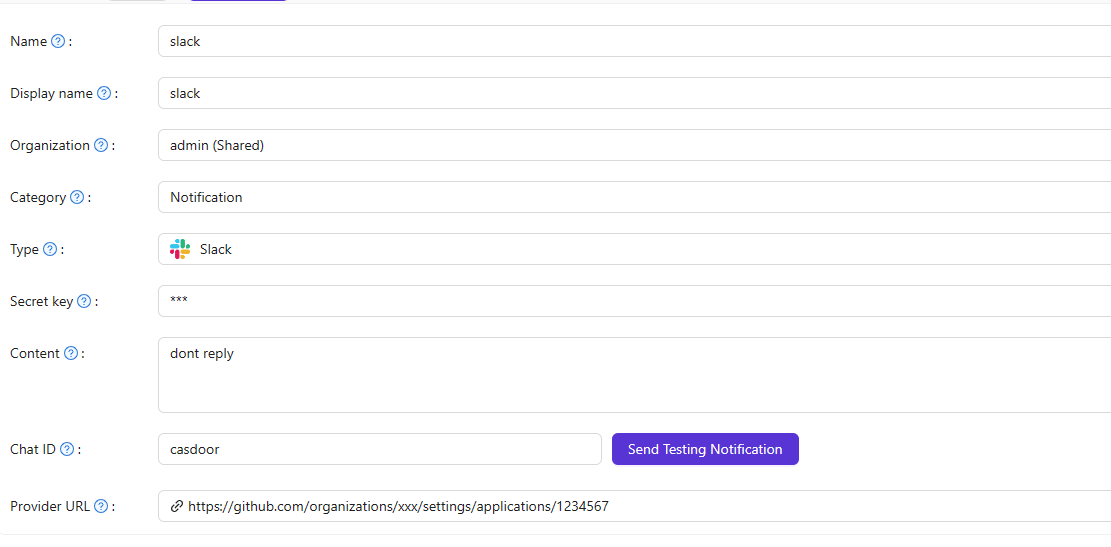 Name ? : slack
Display name ? : slack
Organization ? : admin (Shared)
Category ? : Notification
Type ? : Slack
Secret key ? : ***
Content ? : dont reply
Chat ID ? : casdoor Send Testing Notification
Provider URL ? : https://github.com/organizations/xxx/settings/applications/1234567